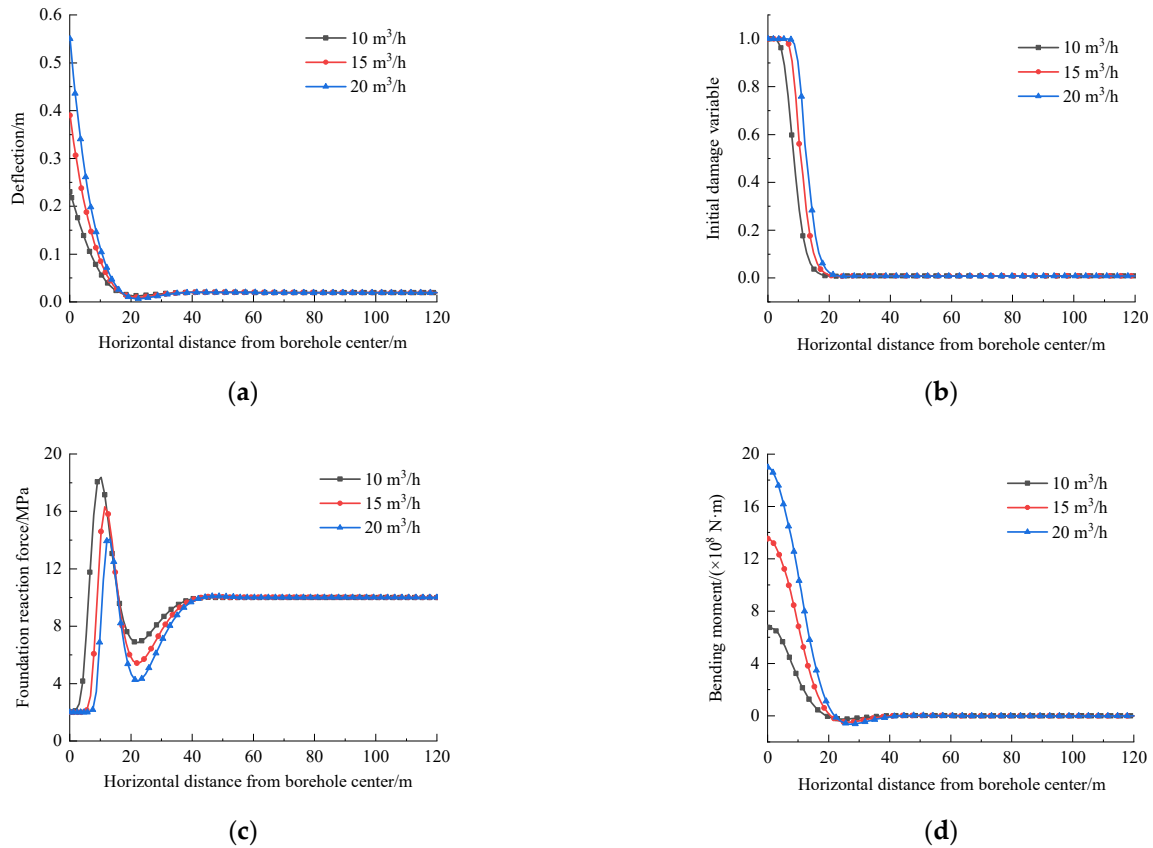 0.6
0.5
0.4
0.3
0.2
0.1
0.0
Deflection/m
10 m³/h
15 m³/h
20 m³/h
0 20 40 60 80 100 120
Horizontal distance from borehole center/m
(a)
1.0
0.8
0.6
0.4
0.2
0.0
Initial damage variable
10 m³/h
15 m³/h
20 m³/h
0 20 40 60 80 100 120
Horizontal distance from borehole center/m
(b)
20
16
12
8
4
0
Foundation reaction force/MPa
10 m³/h
15 m³/h
20 m³/h
0 20 40 60 80 100 120
Horizontal distance from borehole center/m
(c)
20
16
12
8
4
0
Bending moment/(×10⁸ N·m)
10 m³/h
15 m³/h
20 m³/h
0 20 40 60 80 100 120
Horizontal distance from borehole center/m
(d)